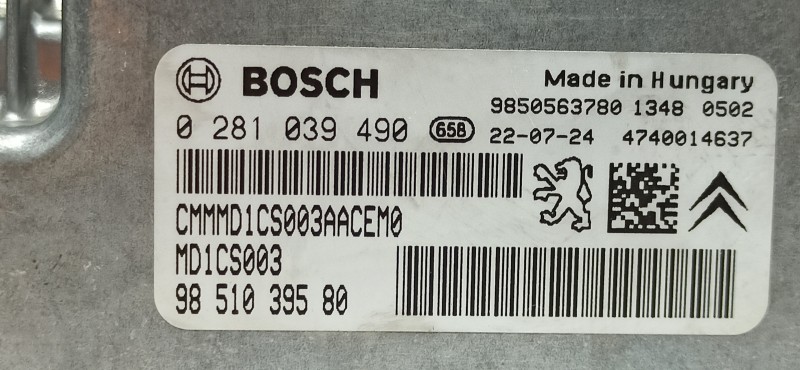 BOSCH
Made in Hungary
9850563780 1348 0502
0 281 039 490 658 22-07-24 4740014637
CMMMD1CS003AACEM0
MD1CS003
98 510 395 80